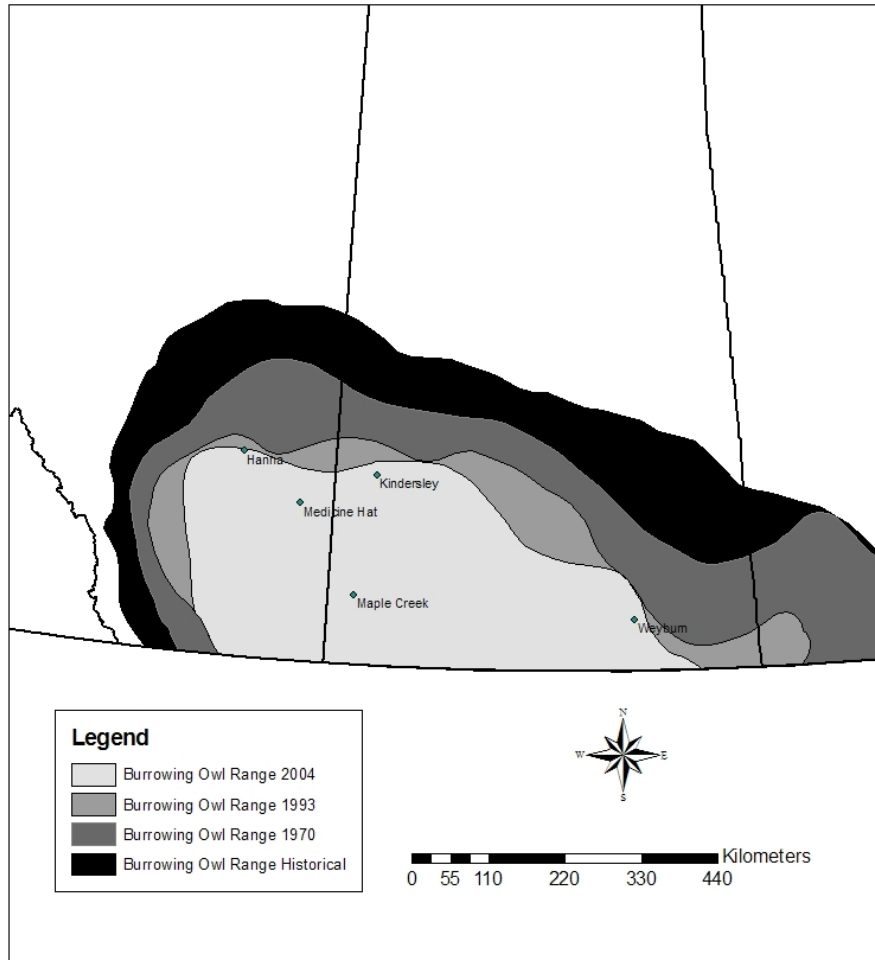 Hanna
Kindersley
Medicine Hat
Maple Creek
Weyburn
N
W E
S
Legend
Burrowing Owl Range 2004
Burrowing Owl Range 1993
Burrowing Owl Range 1970
Burrowing Owl Range Historical
Kilometers
0 55 110 220 330 440